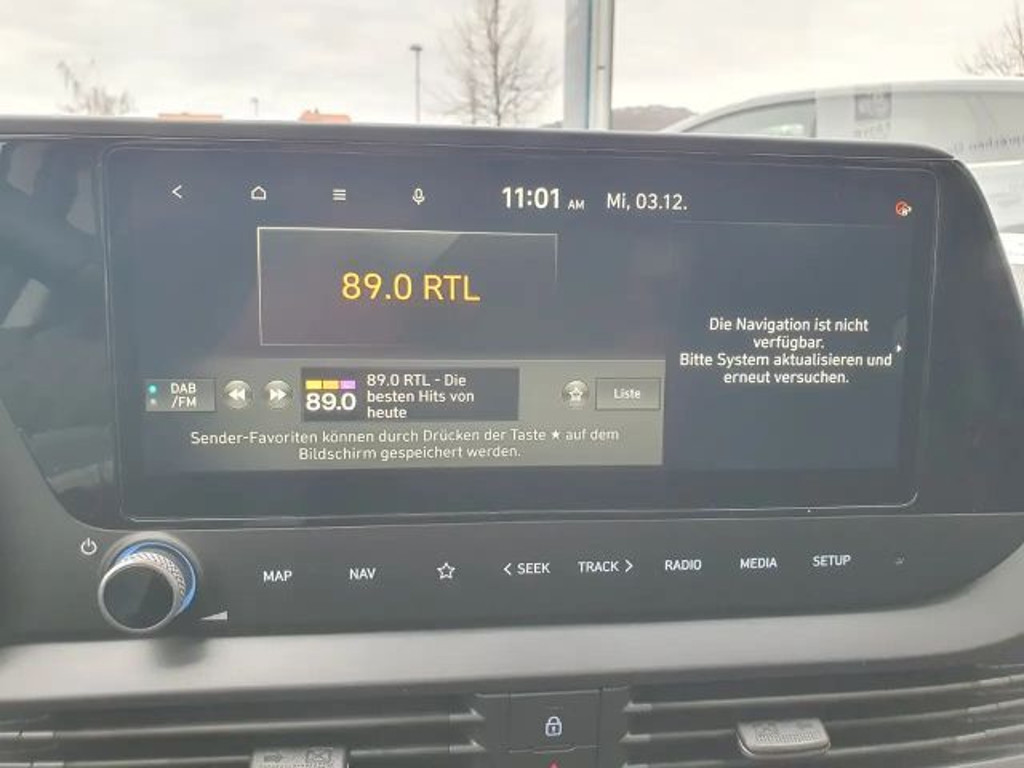 11:01 AM Mi, 03.12.
89.0 RTL
Die Navigation ist nicht
verfügbar.
Bitte System aktualisieren und
erneut versuchen.
DAB
/FM
89.0
89.0 RTL - Die
besten Hits von
heute
Liste
Sender-Favoriten können durch Drücken der Taste ★ auf dem
Bildschirm gespeichert werden.
MAP
NAV
< SEEK
TRACK >
RADIO
MEDIA
SETUP